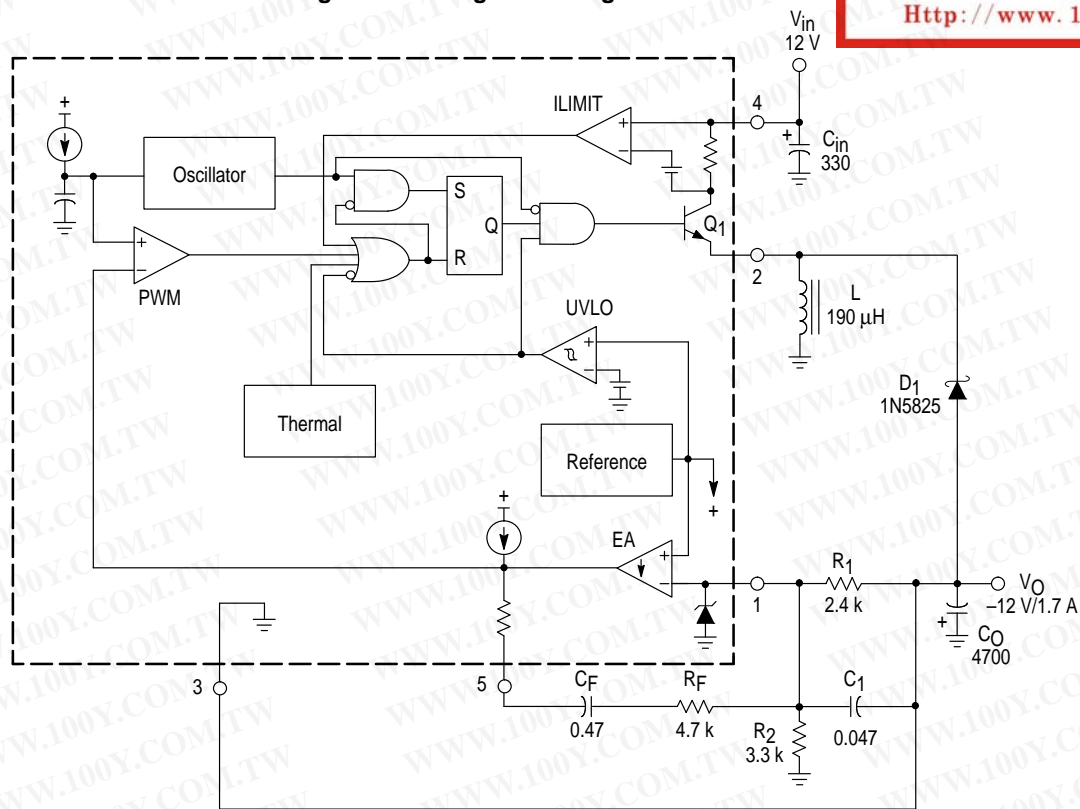 Http://www.1
Vin
12 V
4
ILIMIT
+
+
–
+
Cin
330
Oscillator
S
Q
R
Q1
2
+
–
PWM
L
190 µH
UVLO
+
–
D1
1N5825
Thermal
Reference
+
+
EA
+
–
1
R1
2.4 k
VO
–12 V/1.7 A
+
CO
4700
3
5
CF
0.47
RF
4.7 k
R2
3.3 k
C1
0.047
WWW.100Y.COM.TW